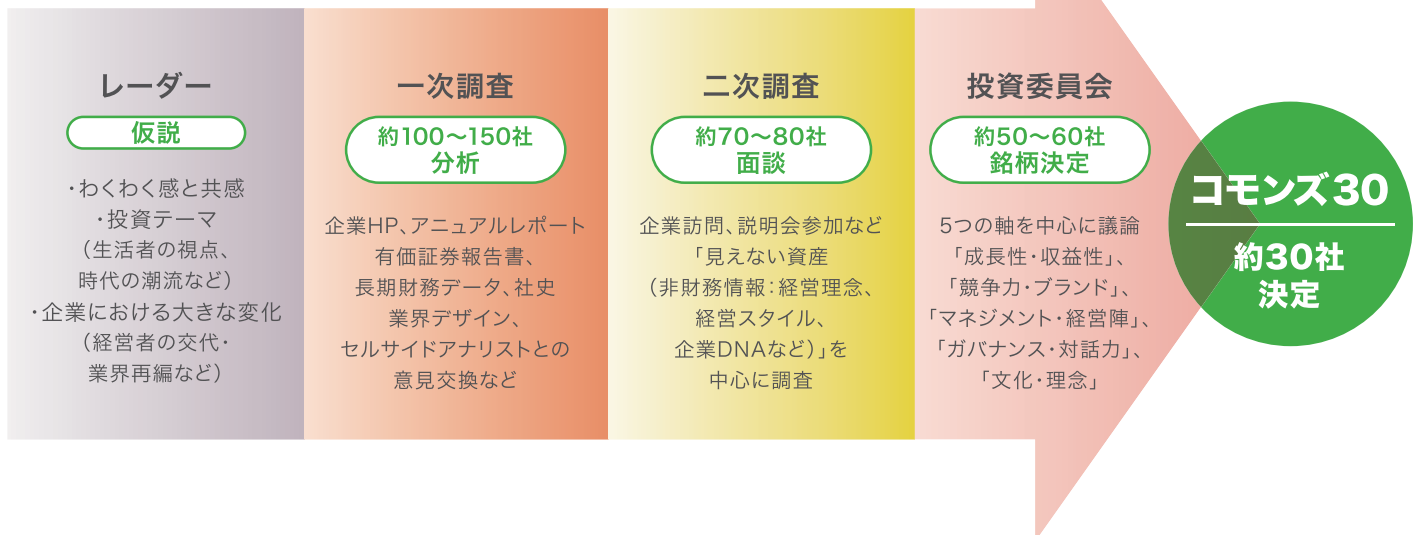 レーダー
仮説
・わくわく感と共感
・投資テーマ
（生活者の視点、
時代の潮流など）
・企業における大きな変化
（経営者の交代・
業界再編など）
一次調査
約100〜150社
分析
企業HP、アニュアルレポート
有価証券報告書、
長期財務データ、社史
業界デザイン、
セルサイドアナリストとの
意見交換など
二次調査
約70〜80社
面談
企業訪問、説明会参加など
「見えない資産
（非財務情報：経営理念、
経営スタイル、
企業DNAなど）」を
中心に調査
投資委員会
約50〜60社
銘柄決定
5つの軸を中心に議論
「成長性・収益性」、
「競争力・ブランド」、
「マネジメント・経営陣」、
「ガバナンス・対話力」、
「文化・理念」
コモンズ30
約30社
決定